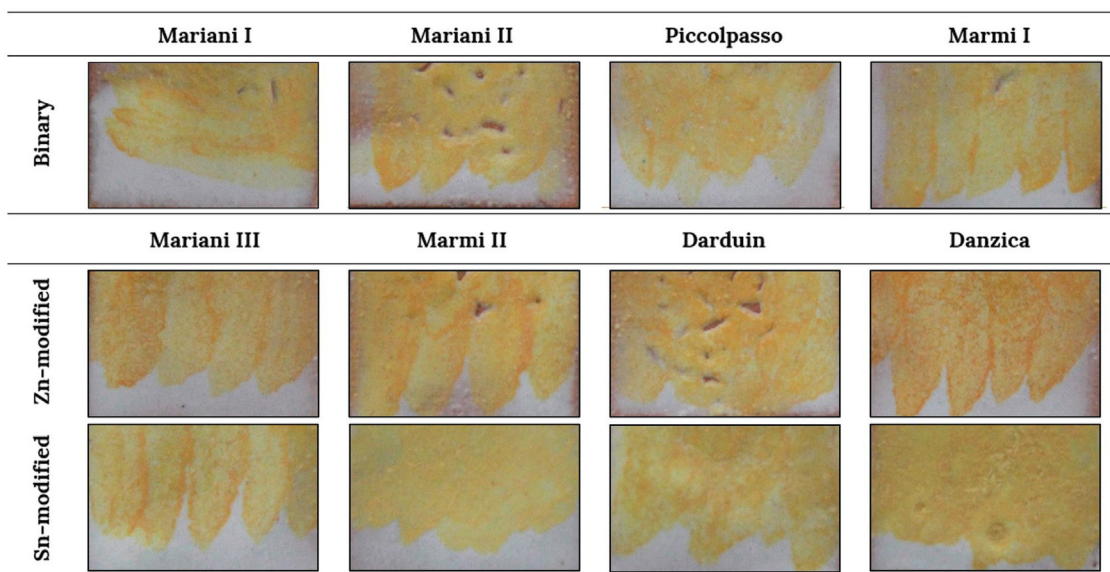 Mariani I Mariani II Piccolpasso Marmi I
Binary
Mariani III Marmi II Darduin Danzica
Zn-modified
Sn-modified